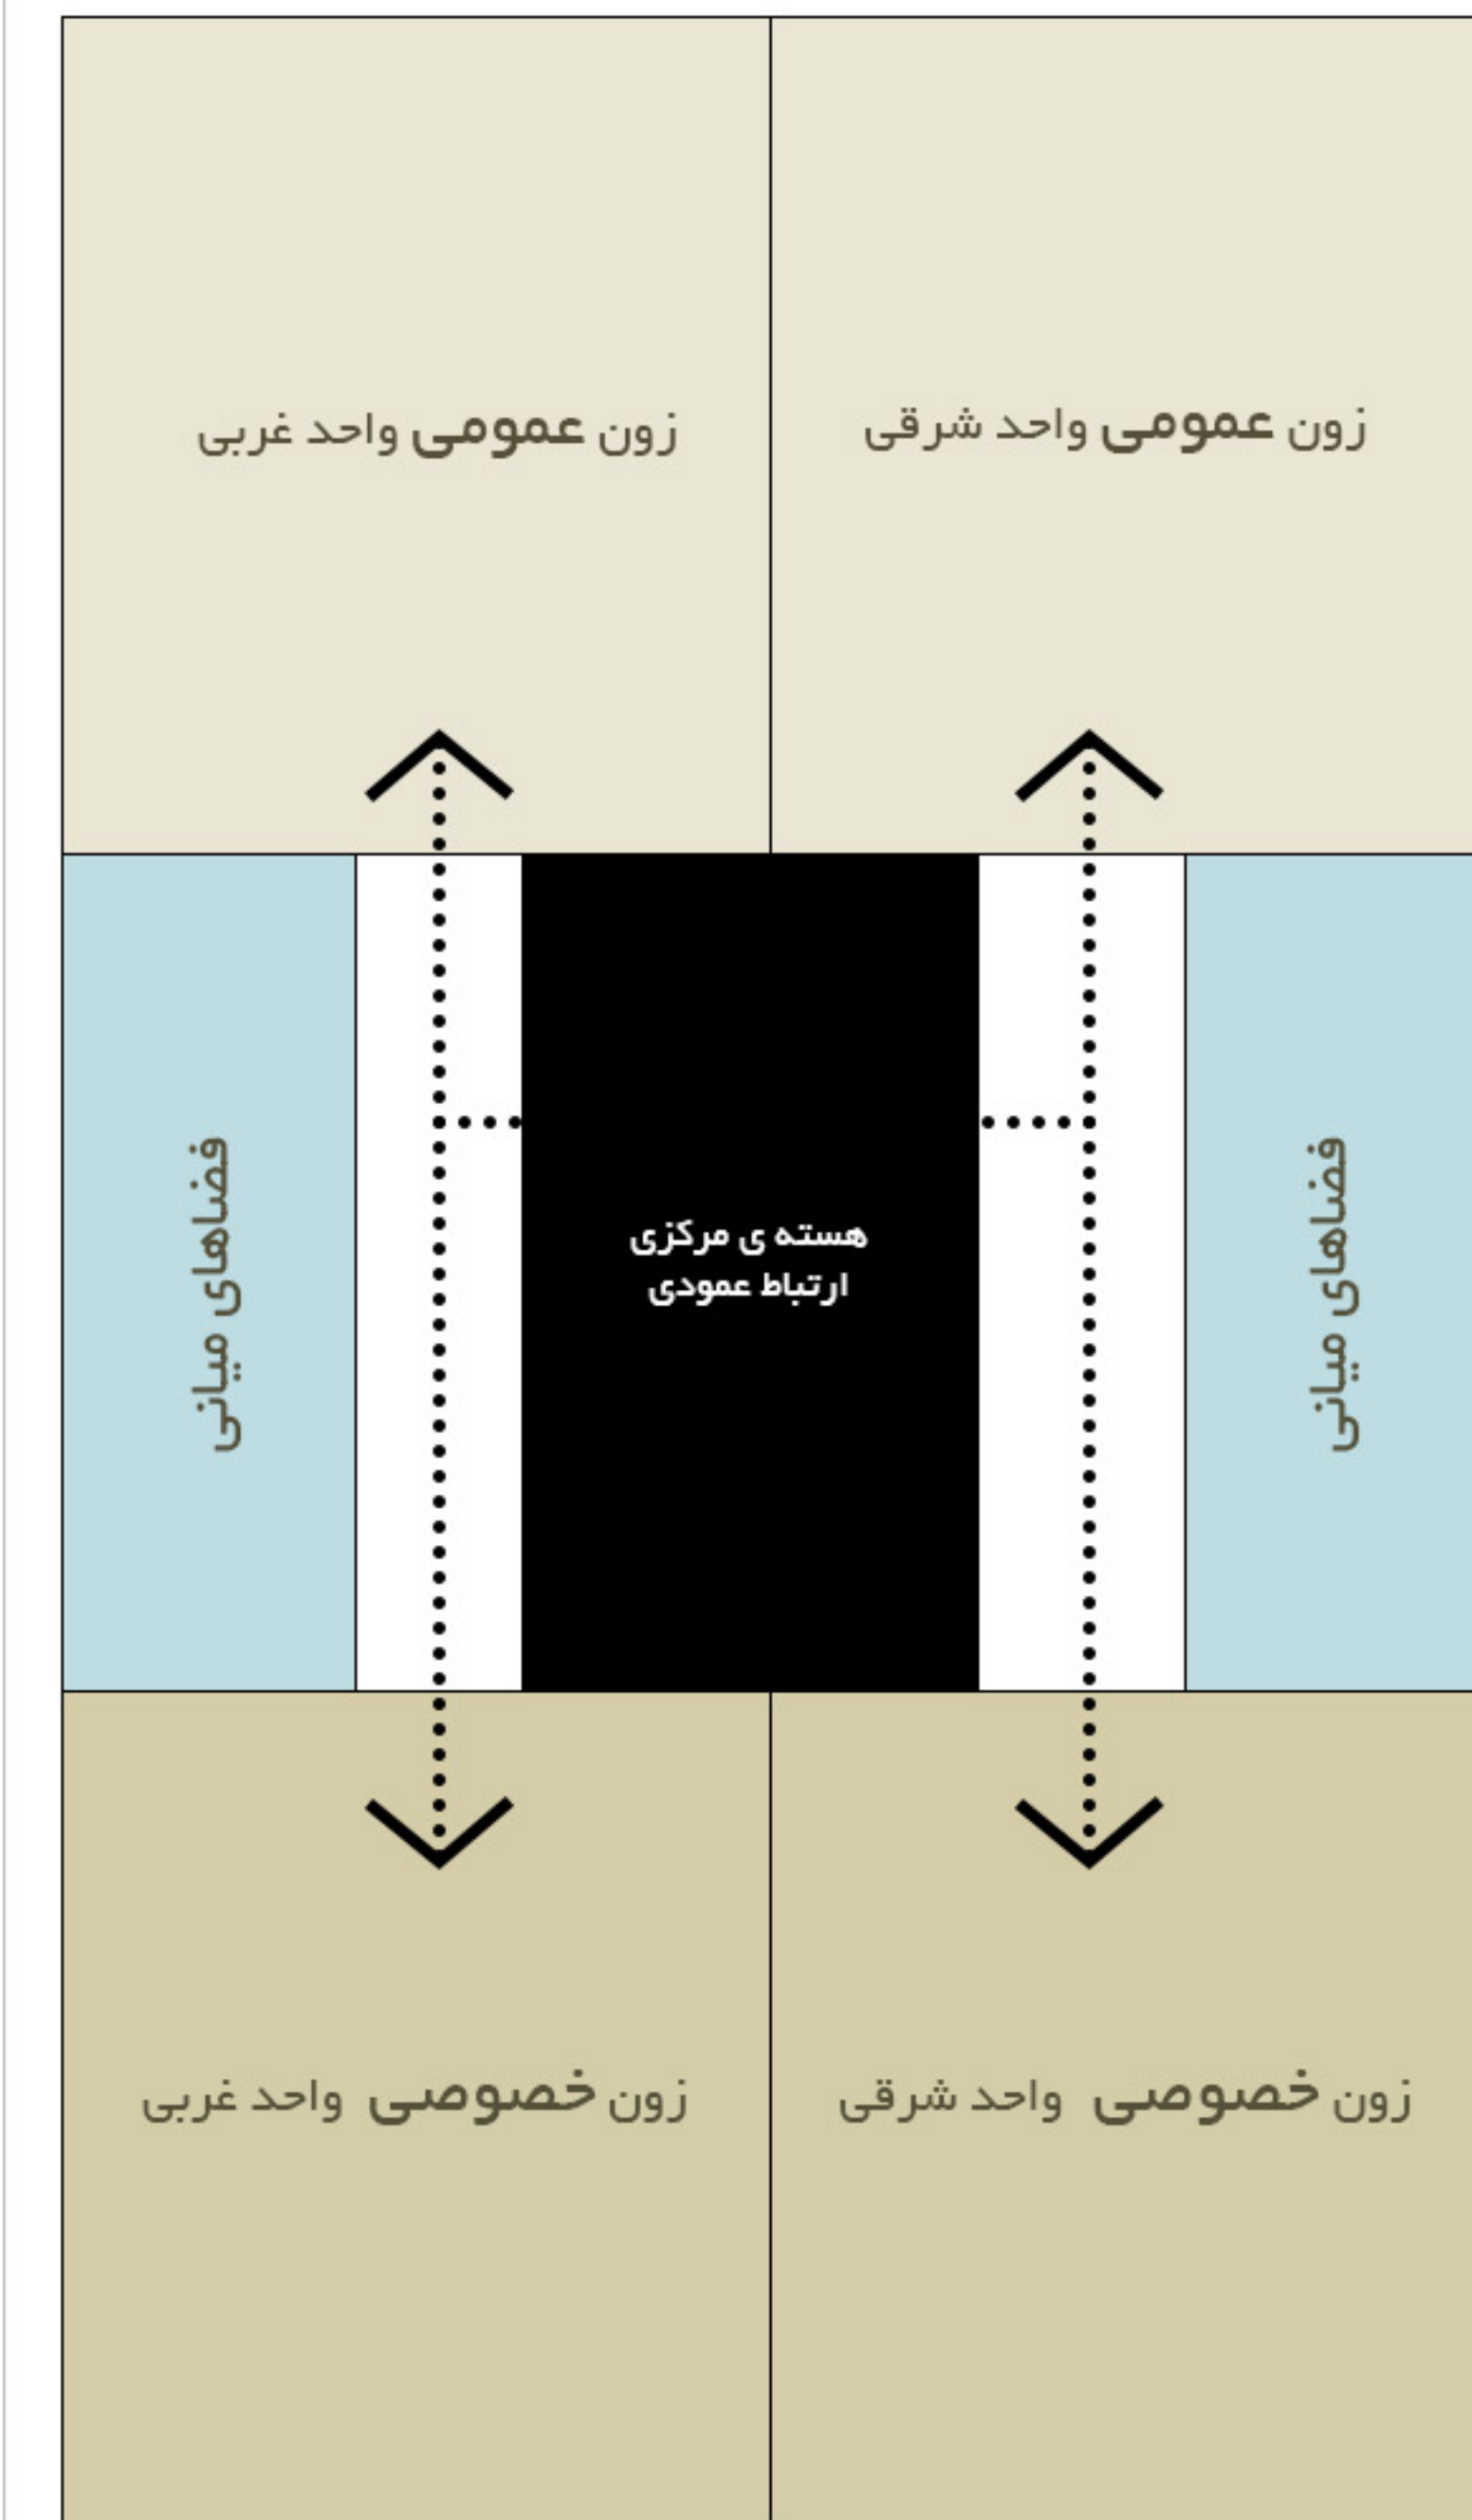 زون عمومی واحد شرقی
زون عمومی واحد غربی
فضاهای میانی
هسته ی مرکزی
ارتباط عمودی
فضاهای میانی
زون خصوصی واحد شرقی
زون خصوصی واحد غربی